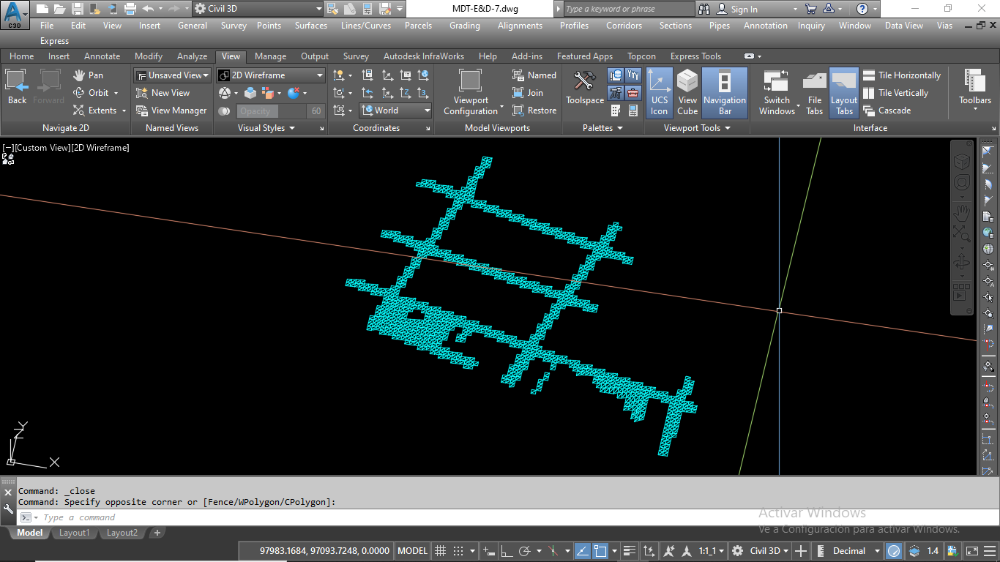 C3D
Civil 3D
MDT-E&D-7.dwg
Type a keyword or phrase
Sign In
File Edit View Insert General Survey Points Surfaces Lines/Curves Parcels Grading Alignments Profiles Corridors Sections Pipes Annotation Inquiry Window Data View Vias
Express
Home Insert Annotate Modify Analyze View Manage Output Survey Autodesk InfraWorks Help Add-ins Featured Apps Topcon Express Tools
Pan
Unsaved View
2D Wireframe
Named
Tile Horizontally
Orbit
New View
Join
Tile Vertically
Back
Forward
Viewport
Configuration
Toolspace
UCS
Icon
View
Cube
Navigation
Bar
Switch
Windows
File
Tabs
Layout
Tabs
Toolbars
Extents
View Manager
Opacity 60
World
Restore
Cascade
Navigate 2D
Named Views
Visual Styles
Coordinates
Model Viewports
Palettes
Viewport Tools
Interface
[−][Custom View][2D Wireframe]
Y
Z
X
Command: _close
Command: Specify opposite corner or [Fence/WPolygon/CPolygon]:
Type a command
Activar Windows
Ve a Configuración para activar Windows.
Model Layout1 Layout2 +
97983.1684, 97093.7248, 0.0000 MODEL 1:1_1 Civil 3D Decimal 1.4